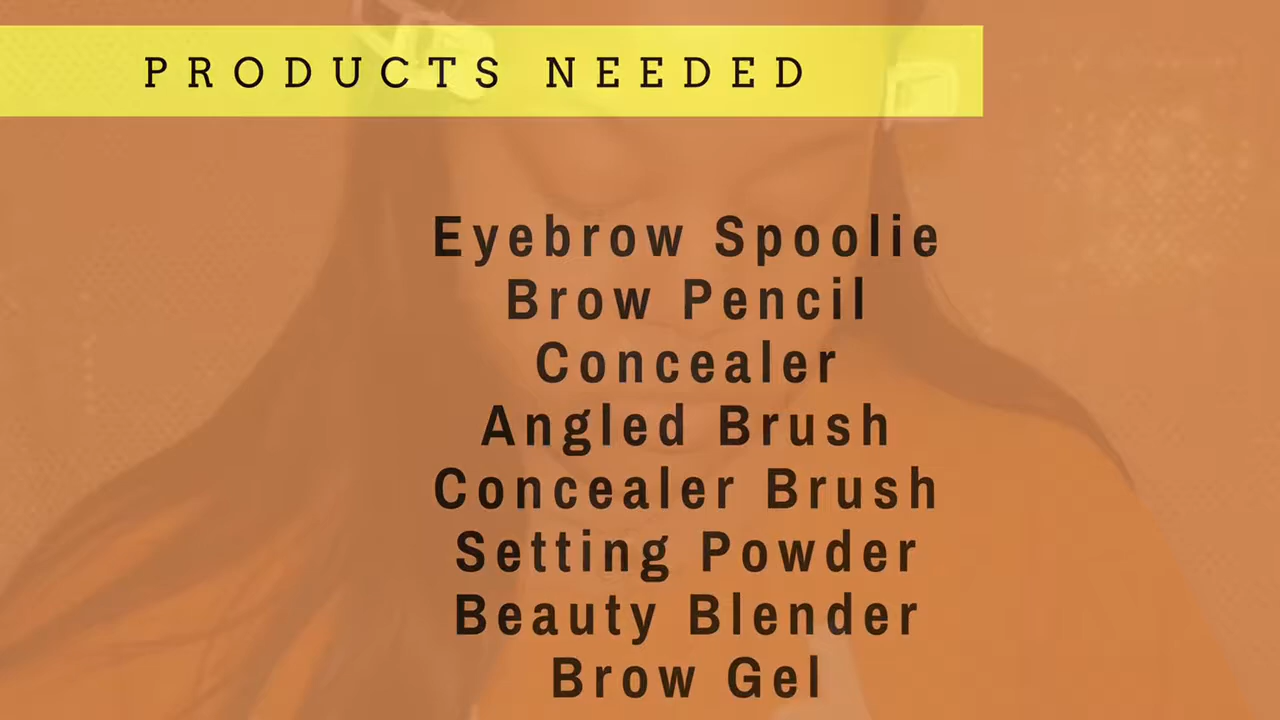 PRODUCTS NEEDED
Eyebrow Spoolie
Brow Pencil
Concealer
Angled Brush
Concealer Brush
Setting Powder
Beauty Blender
Brow Gel